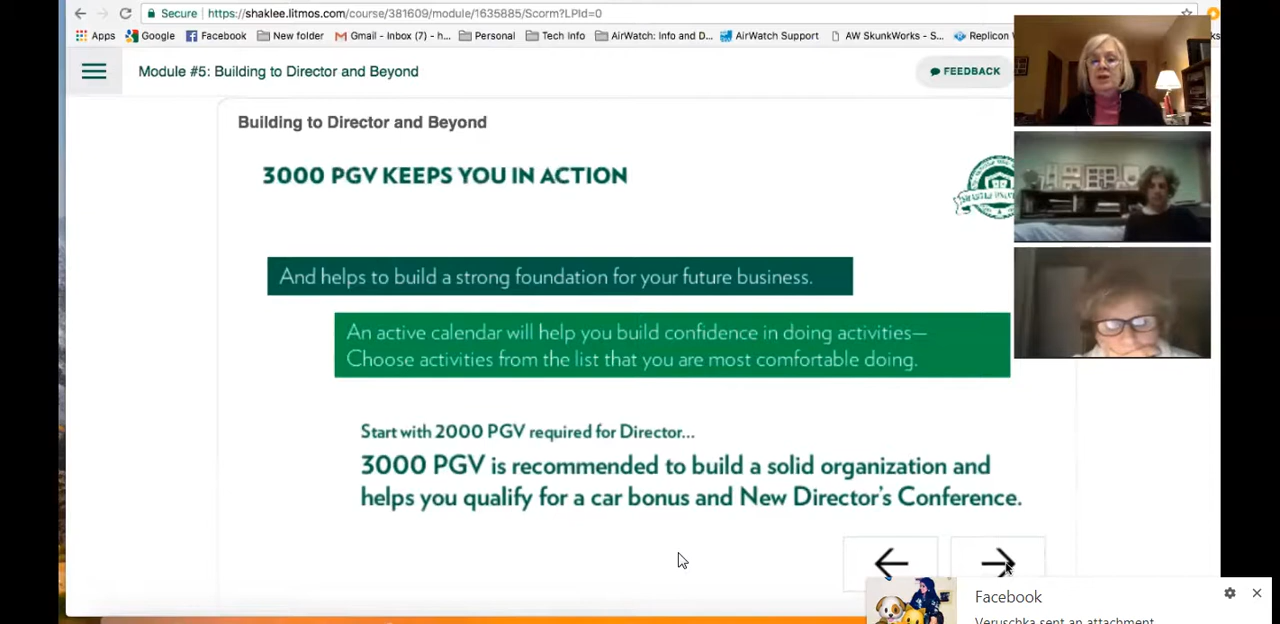 Secure
https://shaklee.litmos.com/course/381609/module/1635885/Scorm?LPId=0
Apps
Google
Facebook
New folder
Gmail - Inbox (7) - h...
Personal
Tech Info
AirWatch: Info and D...
AirWatch Support
AW SkunkWorks - S...
Replicon
Module #5: Building to Director and Beyond
FEEDBACK
Building to Director and Beyond
3000 PGV KEEPS YOU IN ACTION
And helps to build a strong foundation for your future business.
An active calendar will help you build confidence in doing activities—
Choose activities from the list that you are most comfortable doing.
Start with 2000 PGV required for Director...
3000 PGV is recommended to build a solid organization and
helps you qualify for a car bonus and New Director's Conference.
Facebook
Veruschka sent an attachment